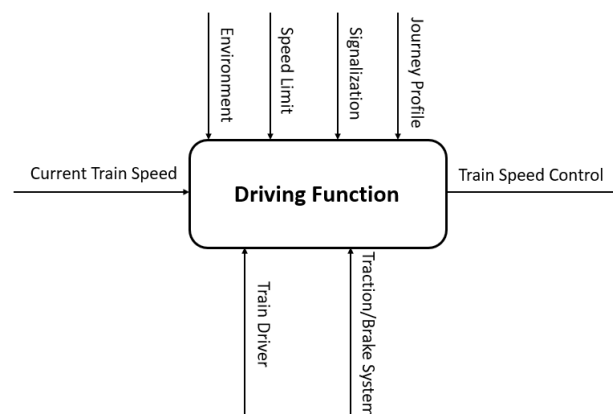 Environment
Speed Limit
Signalization
Journey Profile
Current Train Speed
Driving Function
Train Speed Control
Train Driver
Traction/Brake System